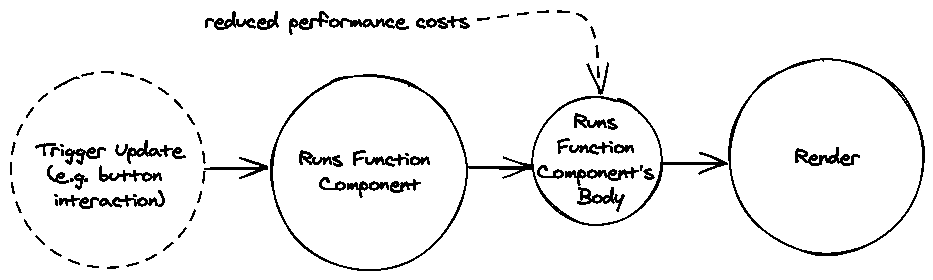 reduced performance costs
Trigger Update
(e.g. button
interaction)
Runs Function
Component
Runs
Function
Component's
Body
Render